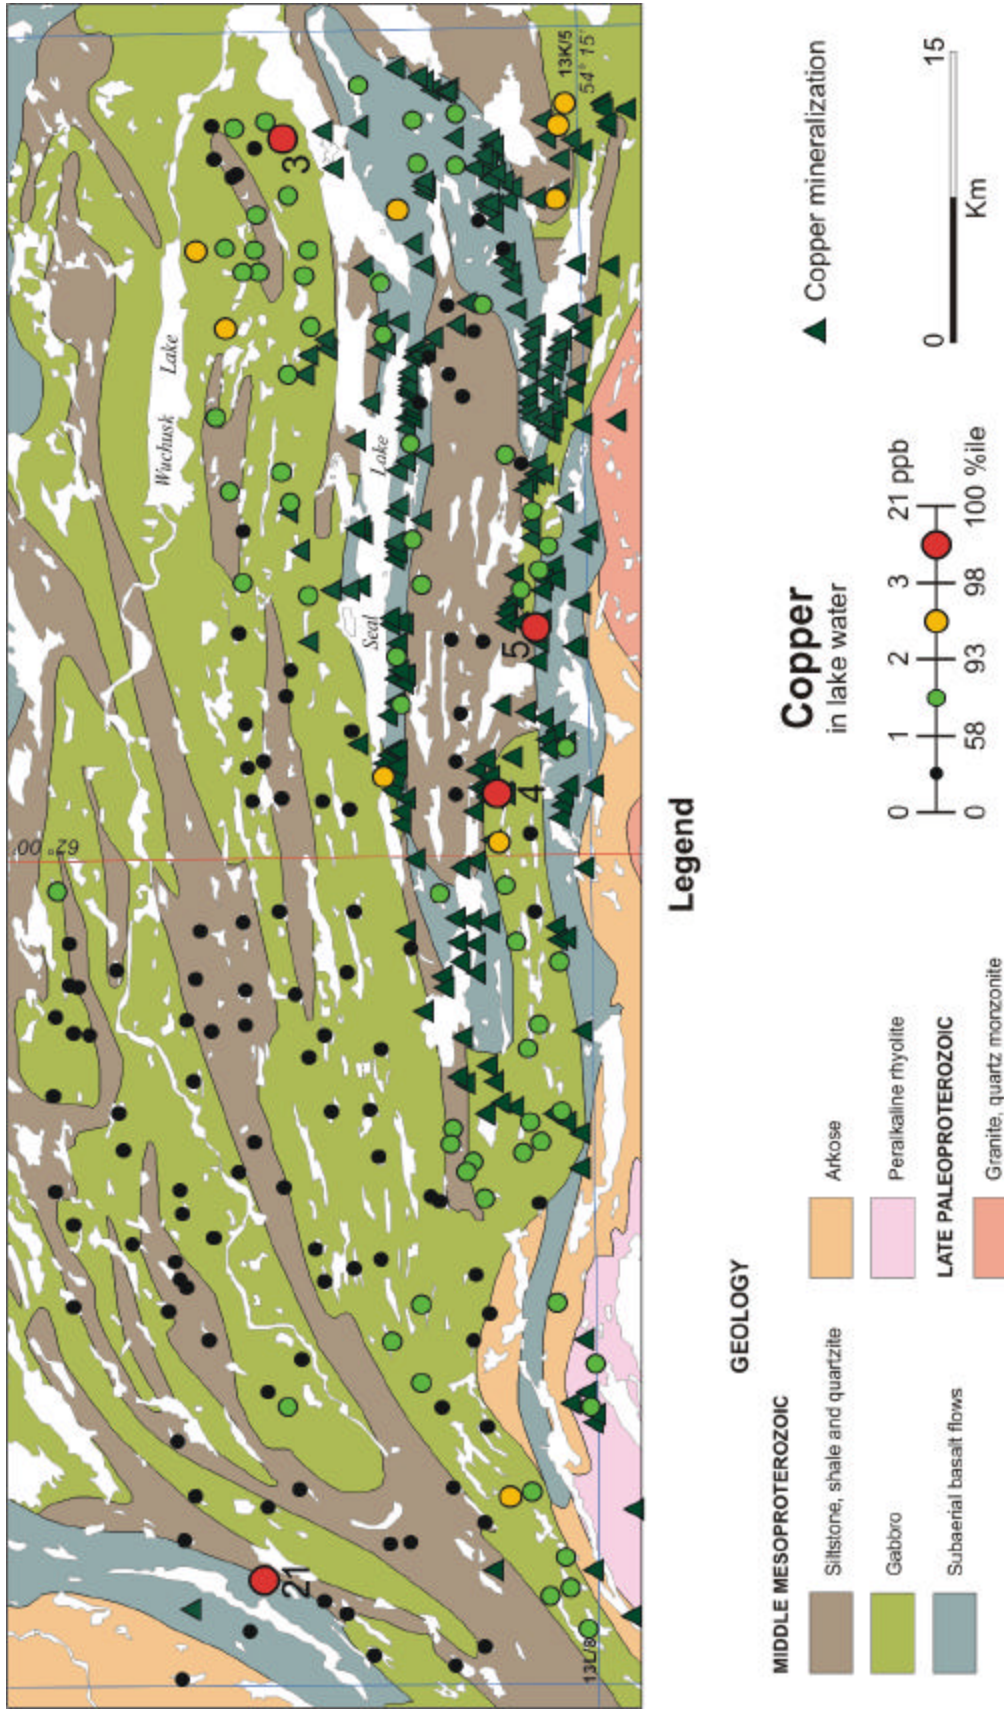 Wuchusk Lake
Seal Lake
62° 00'
13K/5
54° 15'
13L/8
3
5
4
21
Legend
GEOLOGY
MIDDLE MESOPROTEROZOIC
Siltstone, shale and quartzite
Gabbro
Subaerial basalt flows
Arkose
Peralkaline rhyolite
LATE PALEOPROTEROZOIC
Granite, quartz monzonite
Copper
in lake water
0 1 2 3 21 ppb
0 58 93 98 100 %ile
Copper mineralization
0 15
Km